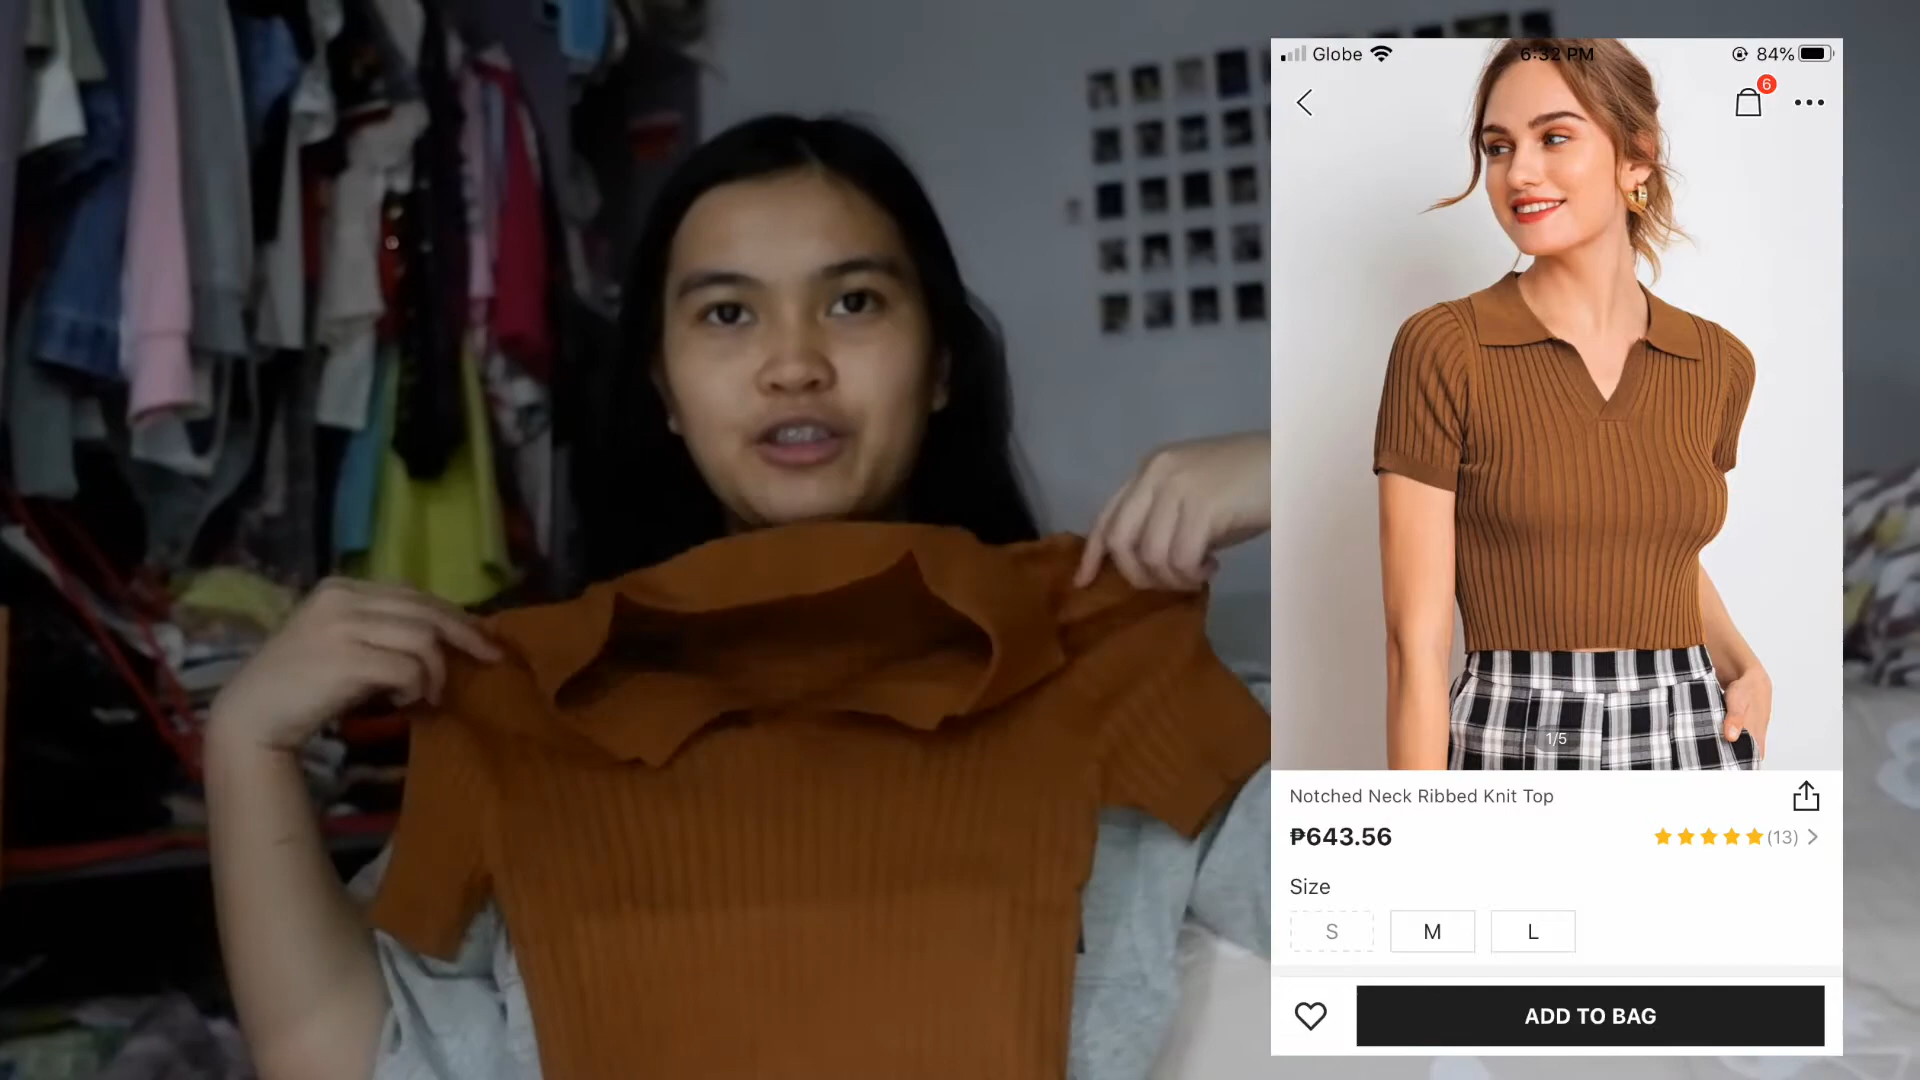 Globe 6:32 PM 84%
6
1/5
Notched Neck Ribbed Knit Top
₱643.56 (13)
Size
S M L
ADD TO BAG